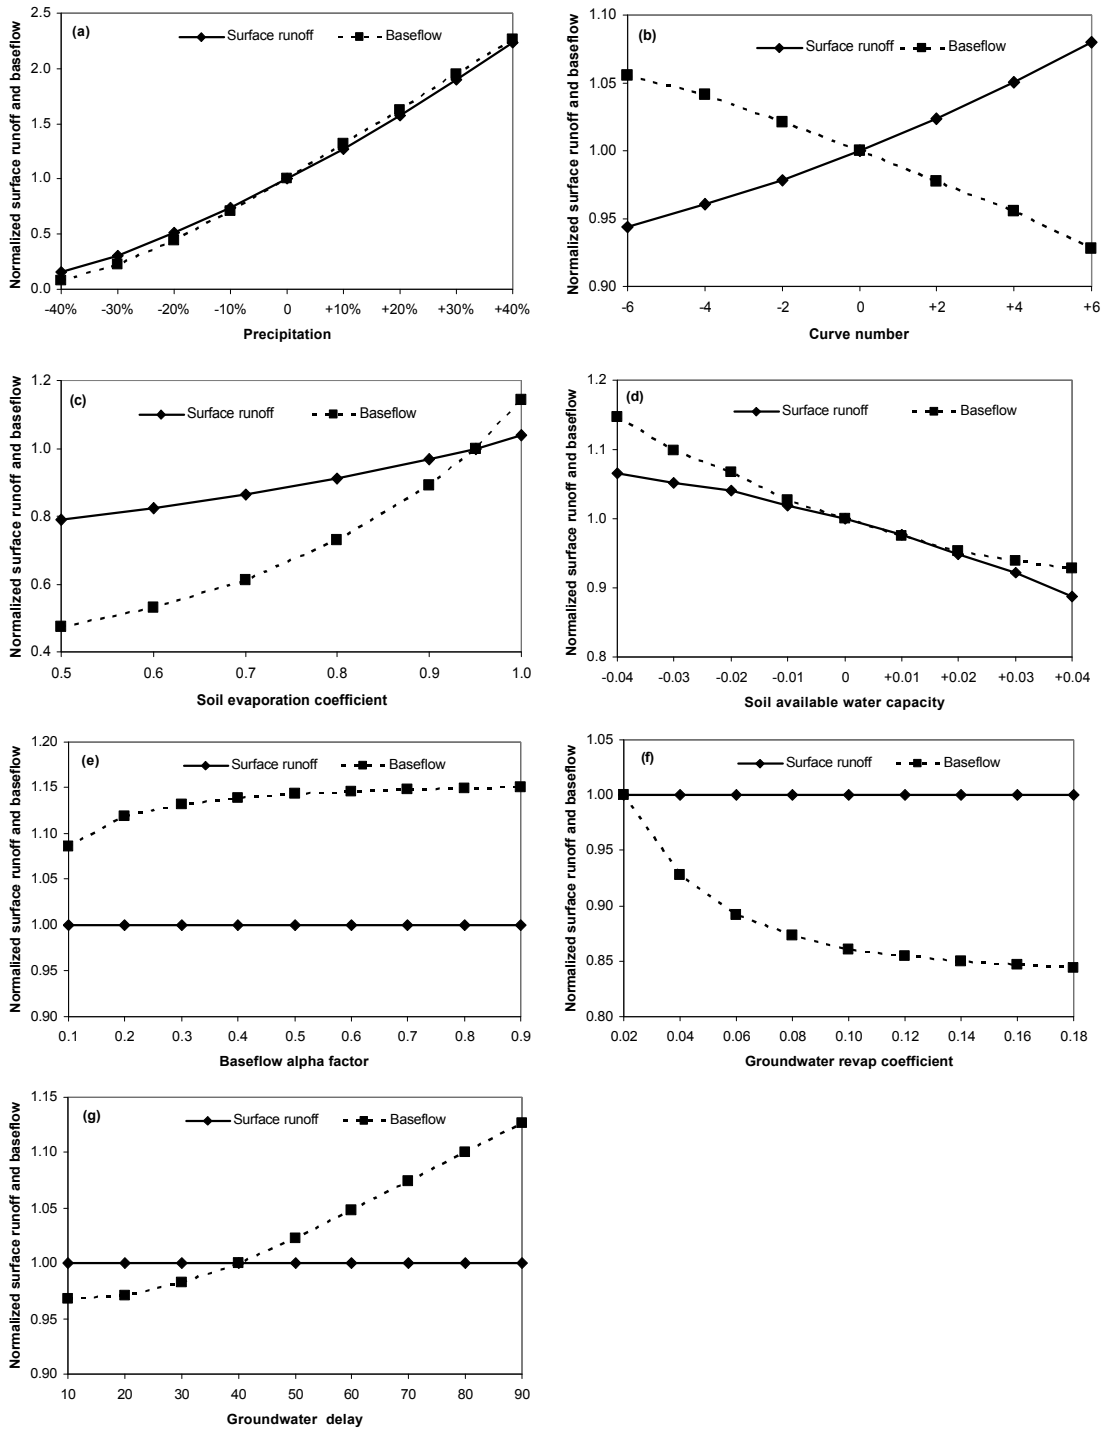 Normalized surface runoff and baseflow
(a)
Surface runoff
Baseflow
2.5
2.0
1.5
1.0
0.5
0.0
-40% -30% -20% -10% 0 +10% +20% +30% +40%
Precipitation
Normalized surface runoff and baseflow
(b)
Surface runoff
Baseflow
1.10
1.05
1.00
0.95
0.90
-6 -4 -2 0 +2 +4 +6
Curve number
Normalized surface runoff and baseflow
(c)
Surface runoff
Baseflow
1.2
1.0
0.8
0.6
0.4
0.5 0.6 0.7 0.8 0.9 1.0
Soil evaporation coefficient
Normalized surface runoff and baseflow
(d)
Surface runoff
Baseflow
1.2
1.1
1.0
0.9
0.8
-0.04 -0.03 -0.02 -0.01 0 +0.01 +0.02 +0.03 +0.04
Soil available water capacity
Normalized surface runoff and baseflow
(e)
Surface runoff
Baseflow
1.20
1.15
1.10
1.05
1.00
0.95
0.90
0.1 0.2 0.3 0.4 0.5 0.6 0.7 0.8 0.9
Baseflow alpha factor
Normalized surface runoff and baseflow
(f)
Surface runoff
Baseflow
1.05
1.00
0.95
0.90
0.85
0.80
0.02 0.04 0.06 0.08 0.10 0.12 0.14 0.16 0.18
Groundwater revap coefficient
Normalized surface runoff and baseflow
(g)
Surface runoff
Baseflow
1.15
1.10
1.05
1.00
0.95
0.90
10 20 30 40 50 60 70 80 90
Groundwater delay